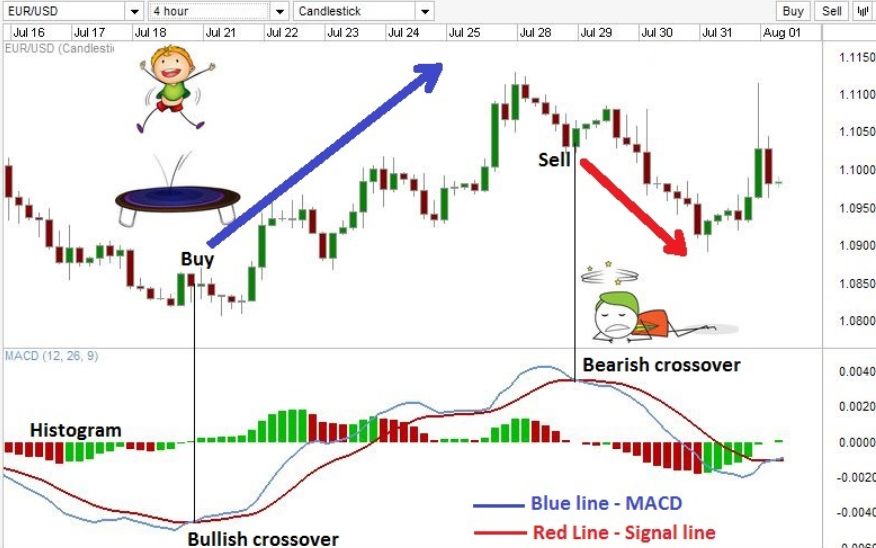 EUR/USD 4 hour Candlestick Buy Sell
Jul 16 Jul 17 Jul 18 Jul 21 Jul 22 Jul 23 Jul 24 Jul 25 Jul 28 Jul 29 Jul 30 Jul 31 Aug 01
EUR/USD (Candlesti
1.1150
1.1100
1.1050
1.1000
1.0950
1.0900
1.0850
1.0800
Sell
Buy
MACD (12, 26, 9)
Bearish crossover
0.0040
0.0020
0.0000
-0.0020
-0.0040
Histogram
Blue line - MACD
Red Line - Signal line
Bullish crossover